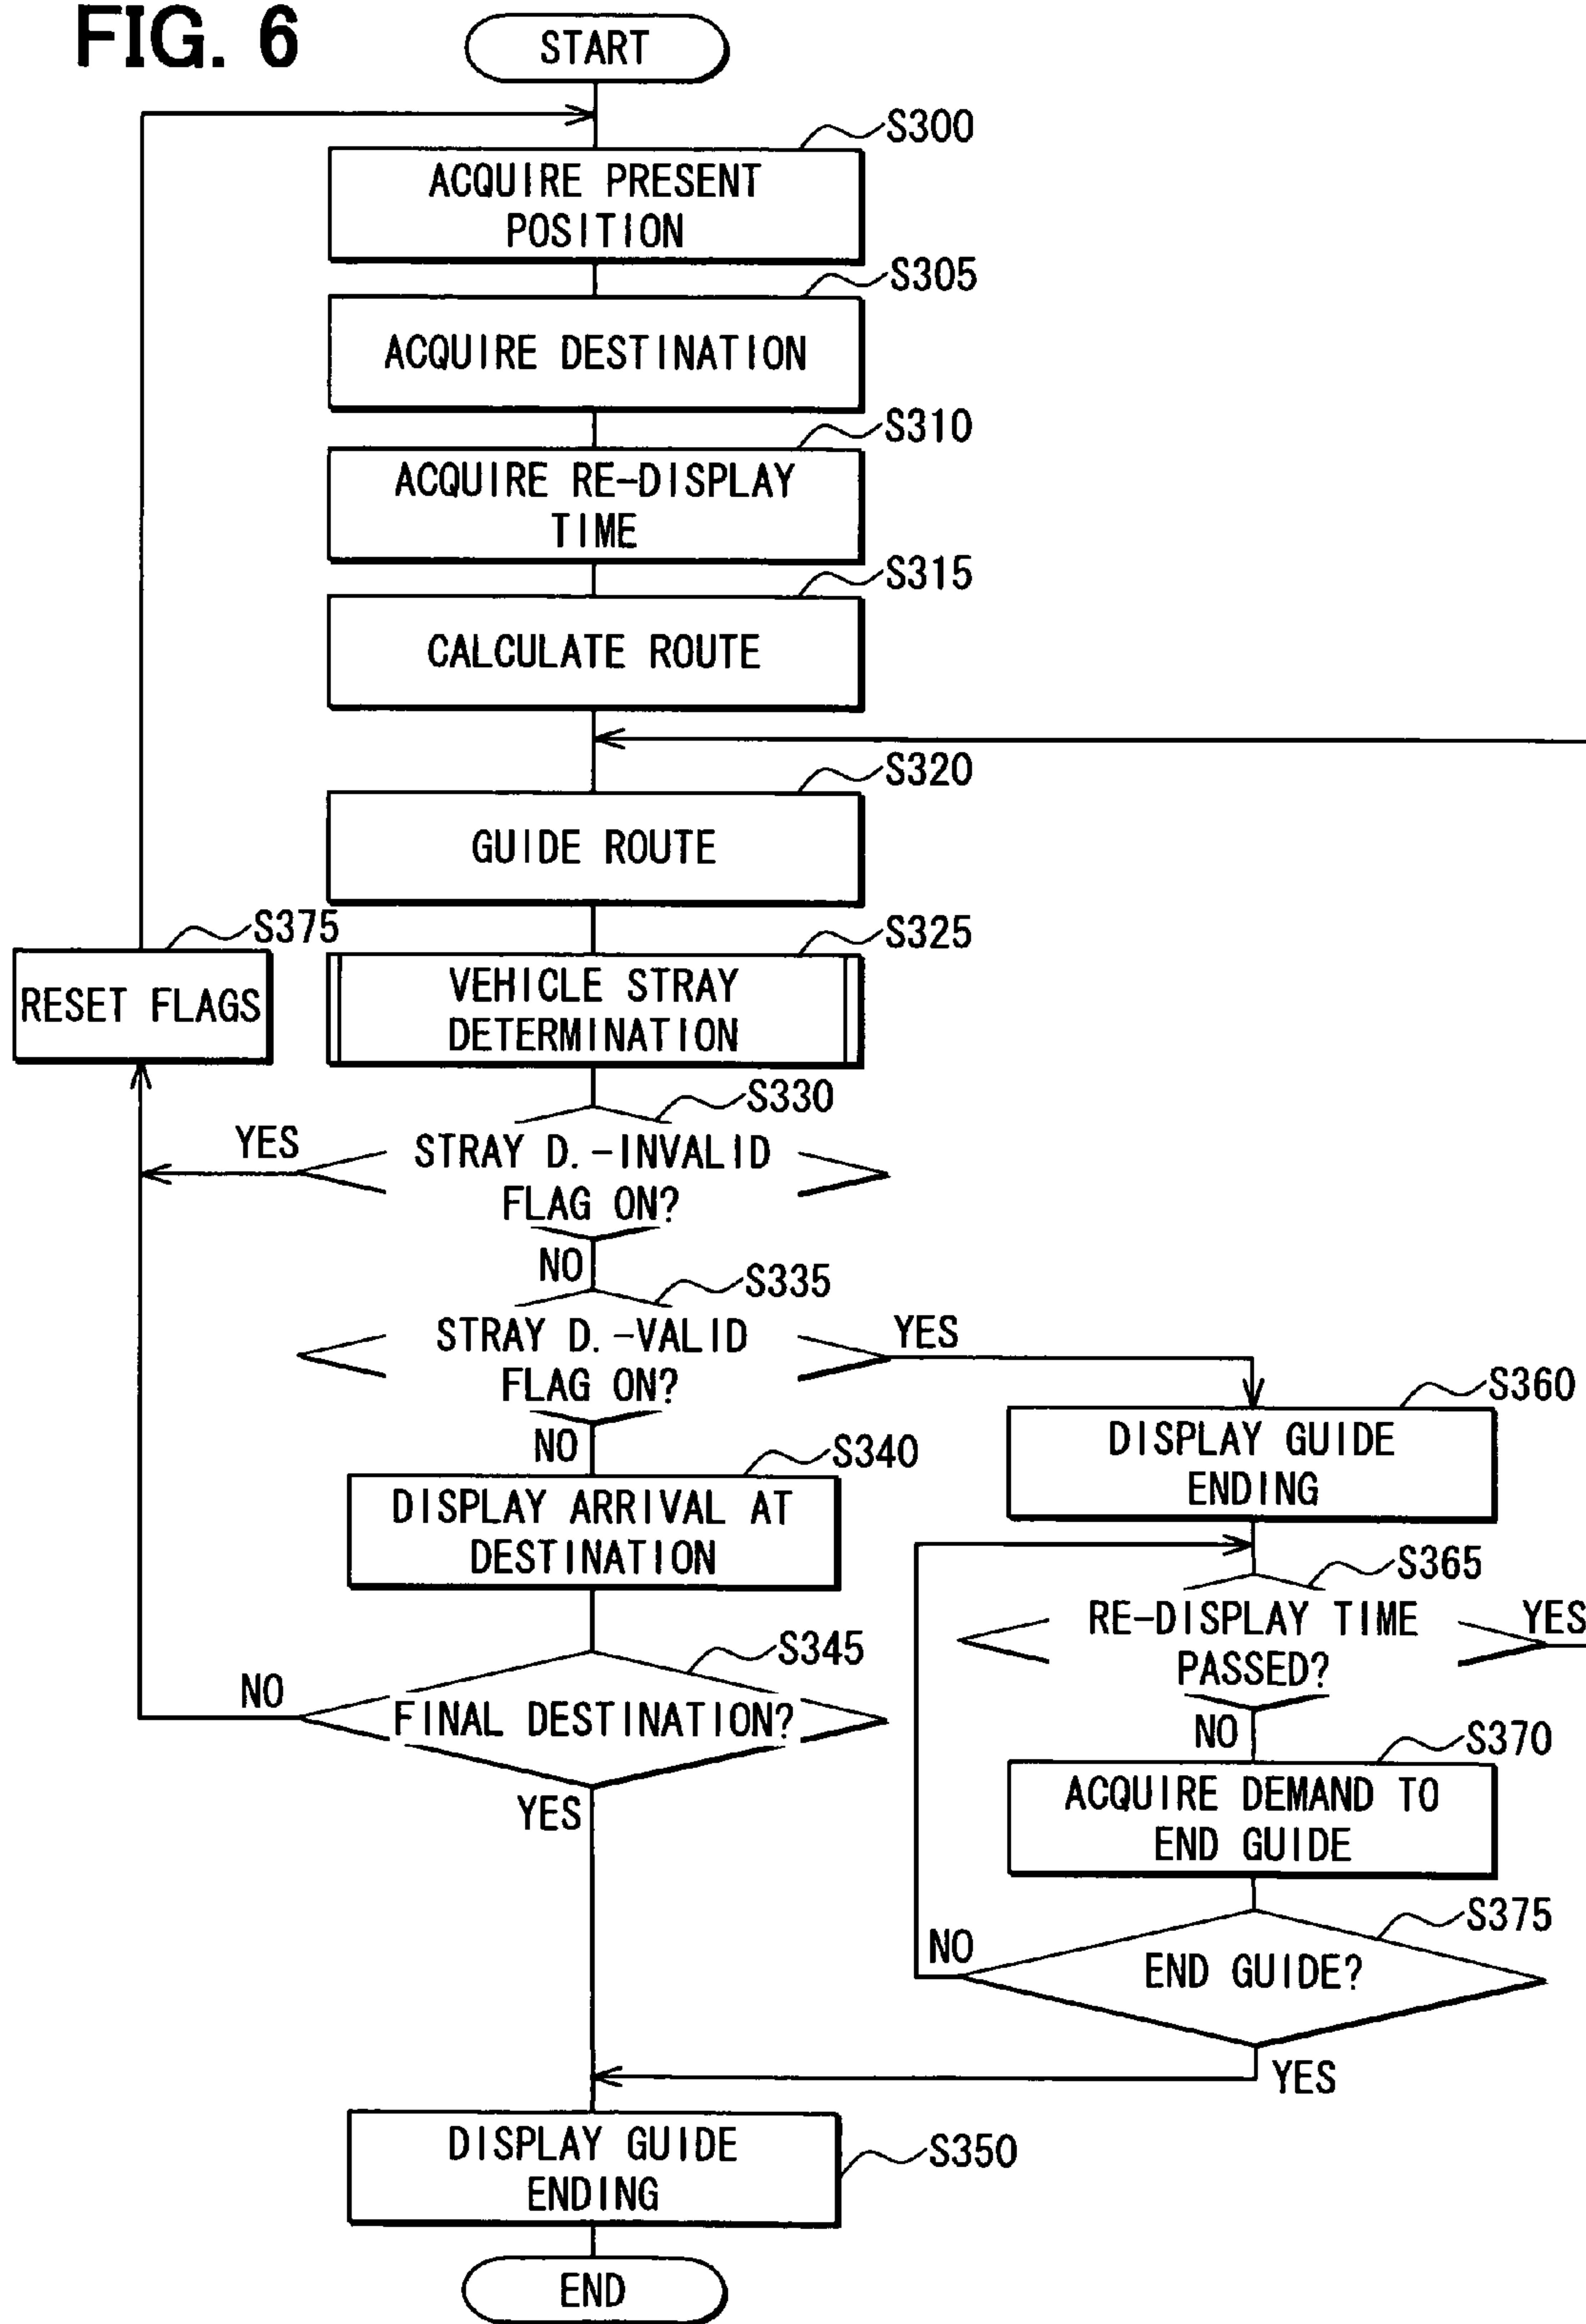 FIG. 6
START
S300
ACQUIRE PRESENT
POSITION
S305
ACQUIRE DESTINATION
S310
ACQUIRE RE-DISPLAY
TIME
S315
CALCULATE ROUTE
S320
GUIDE ROUTE
S375
RESET FLAGS
S325
VEHICLE STRAY
DETERMINATION
S330
YES
STRAY D.-INVALID
FLAG ON?
NO
S335
STRAY D.-VALID
FLAG ON?
YES
NO
S340
DISPLAY ARRIVAL AT
DESTINATION
S345
NO
FINAL DESTINATION?
YES
S360
DISPLAY GUIDE
ENDING
S365
RE-DISPLAY TIME
PASSED?
YES
NO
S370
ACQUIRE DEMAND TO
END GUIDE
S375
NO
END GUIDE?
YES
DISPLAY GUIDE
ENDING
S350
END